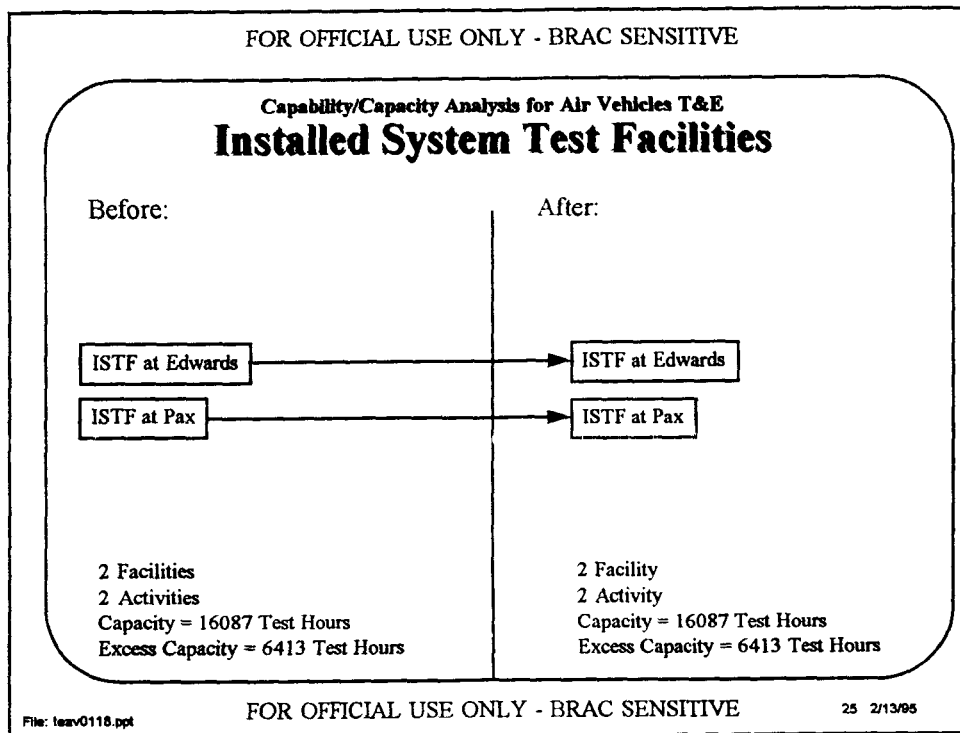 FOR OFFICIAL USE ONLY - BRAC SENSITIVE
Capability/Capacity Analysis for Air Vehicles T&E
Installed System Test Facilities
Before:
After:
ISTF at Edwards
ISTF at Edwards
ISTF at Pax
ISTF at Pax
2 Facilities
2 Activities
Capacity = 16087 Test Hours
Excess Capacity = 6413 Test Hours
2 Facility
2 Activity
Capacity = 16087 Test Hours
Excess Capacity = 6413 Test Hours
File: teav0118.ppt
FOR OFFICIAL USE ONLY - BRAC SENSITIVE
25 2/13/95